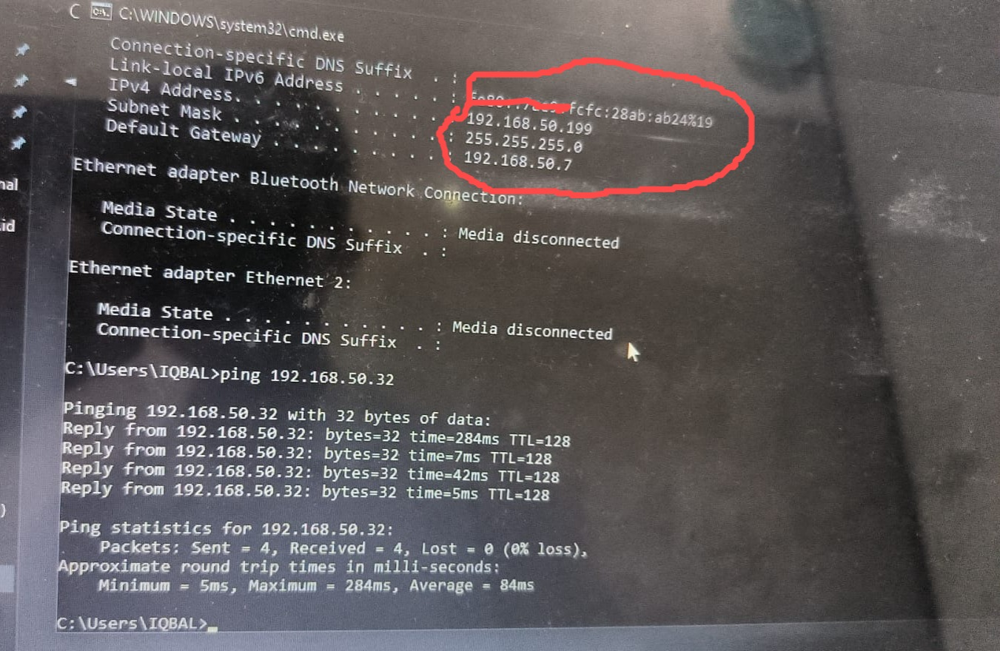 C:\WINDOWS\system32\cmd.exe
Connection-specific DNS Suffix . :
Link-local IPv6 Address . . . . . : fcfc:28ab:ab24%19
IPv4 Address. . . . . . . . . . . : 192.168.50.199
Subnet Mask . . . . . . . . . . . : 255.255.255.0
Default Gateway . . . . . . . . . : 192.168.50.7
Ethernet adapter Bluetooth Network Connection:
Media State . . . . . . . . . . . : Media disconnected
Connection-specific DNS Suffix . :
Ethernet adapter Ethernet 2:
Media State . . . . . . . . . . . : Media disconnected
Connection-specific DNS Suffix . :
C:\Users\IQBAL>ping 192.168.50.32
Pinging 192.168.50.32 with 32 bytes of data:
Reply from 192.168.50.32: bytes=32 time=284ms TTL=128
Reply from 192.168.50.32: bytes=32 time=7ms TTL=128
Reply from 192.168.50.32: bytes=32 time=42ms TTL=128
Reply from 192.168.50.32: bytes=32 time=5ms TTL=128
Ping statistics for 192.168.50.32:
Packets: Sent = 4, Received = 4, Lost = 0 (0% loss),
Approximate round trip times in milli-seconds:
Minimum = 5ms, Maximum = 284ms, Average = 84ms
C:\Users\IQBAL>